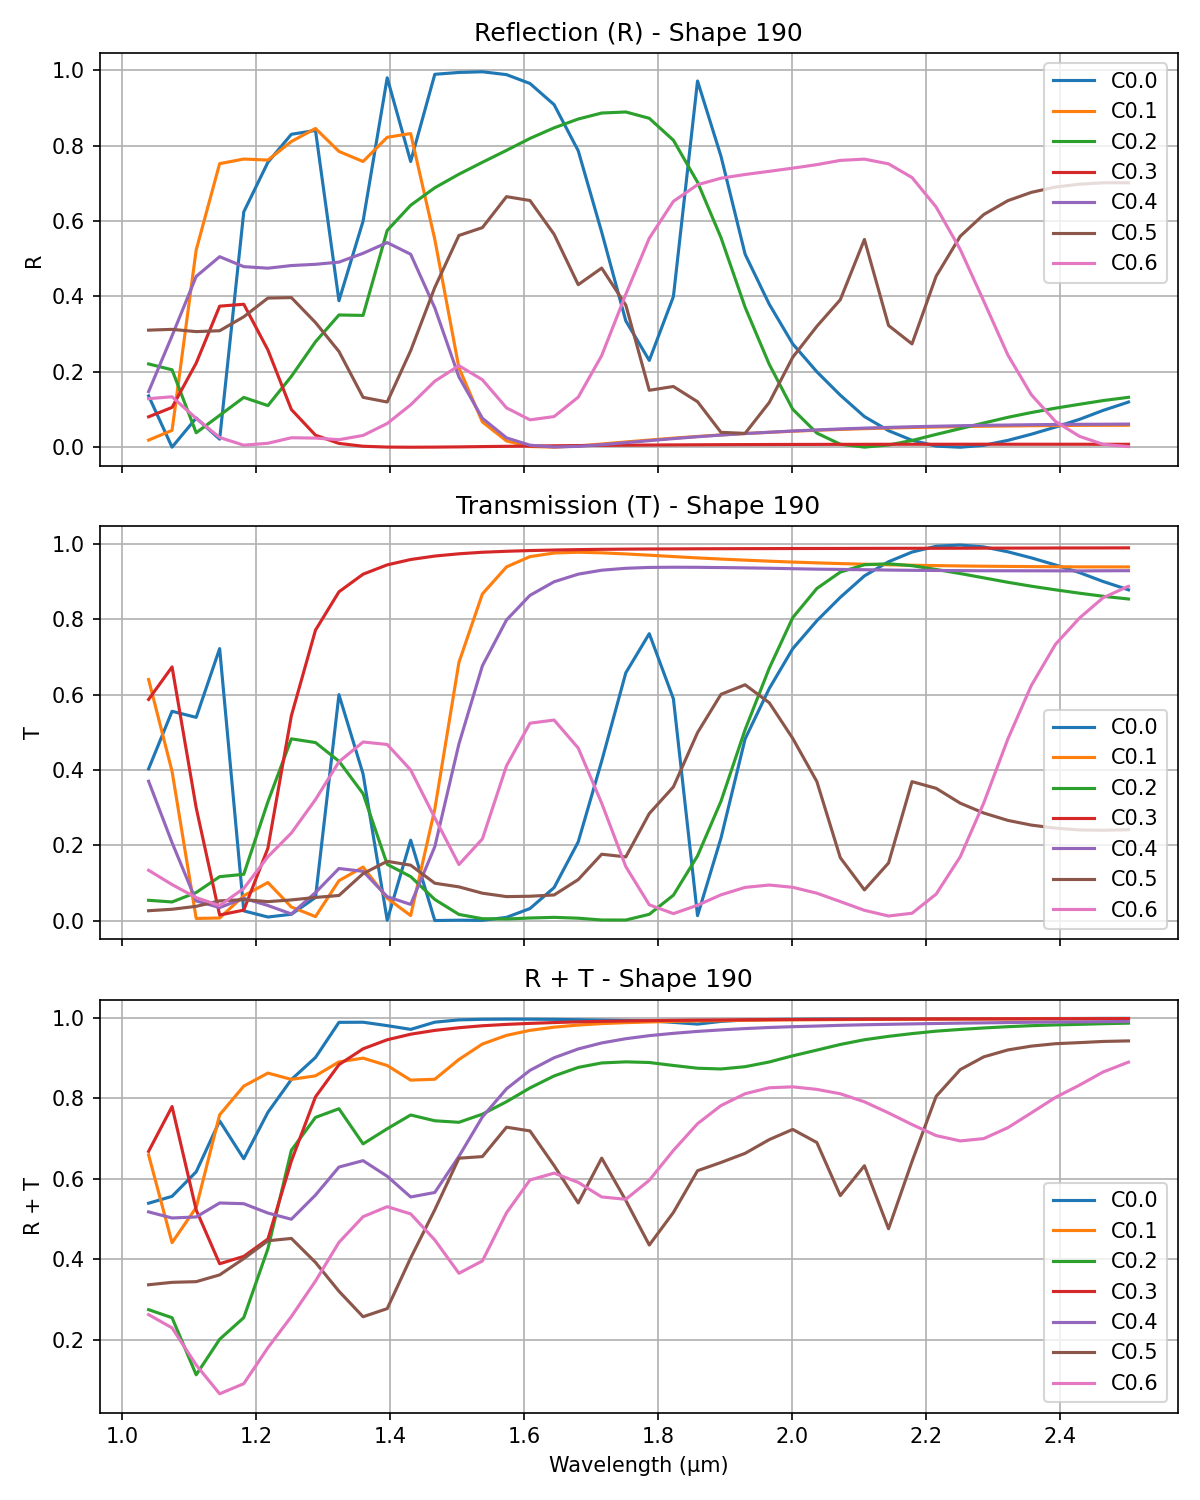 Reflection (R) - Shape 190
1.0
0.8
0.6
0.4
0.2
0.0
R
C0.0
C0.1
C0.2
C0.3
C0.4
C0.5
C0.6
Transmission (T) - Shape 190
1.0
0.8
0.6
0.4
0.2
0.0
T
C0.0
C0.1
C0.2
C0.3
C0.4
C0.5
C0.6
R + T - Shape 190
1.0
0.8
0.6
0.4
0.2
R + T
C0.0
C0.1
C0.2
C0.3
C0.4
C0.5
C0.6
1.0 1.2 1.4 1.6 1.8 2.0 2.2 2.4
Wavelength (μm)